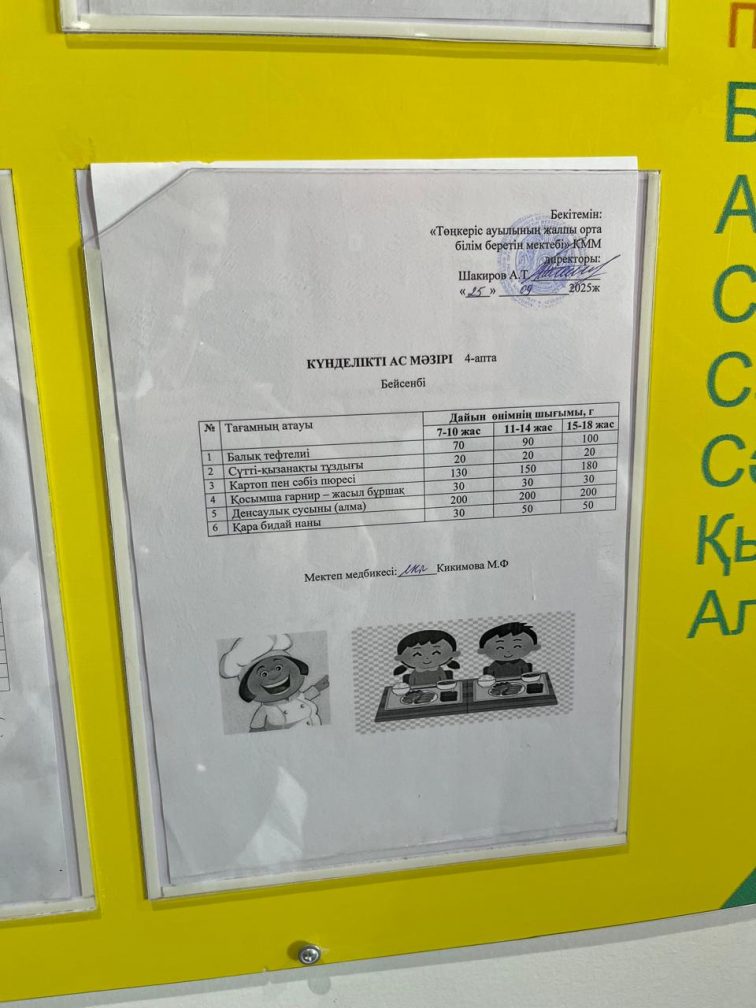 Бекітемін:
«Төңкеріс ауылының жалпы орта
білім беретін мектебі» КММ
директоры:
Шакиров А.Т.
« 25 » 09 2025ж
КҮНДЕЛІКТІ АС МӘЗІРІ 4-апта
Бейсенбі
№ Тағамның атауы Дайын өнімнің шығымы, г
7-10 жас 11-14 жас 15-18 жас
1 Балық тефтелиі 70 90 100
2 Сүтті-қызанақты тұздығы 20 20 20
3 Картоп пен сәбіз пюресі 130 150 180
4 Қосымша гарнир – жасыл бұршақ 30 30 30
5 Денсаулық сусыны (алма) 200 200 200
6 Қара бидай наны 30 50 50
Мектеп медбикесі: Кикимова М.Ф
П
Б
А
С
С
Сә
Қы
Ал